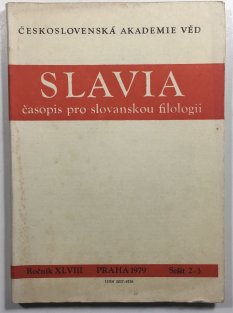 ČESKOSLOVENSKÁ AKADEMIE VĚD
SLAVIA
časopis pro slovanskou filologii
Ročník XLVIII PRAHA 1979 Sešit 2-3